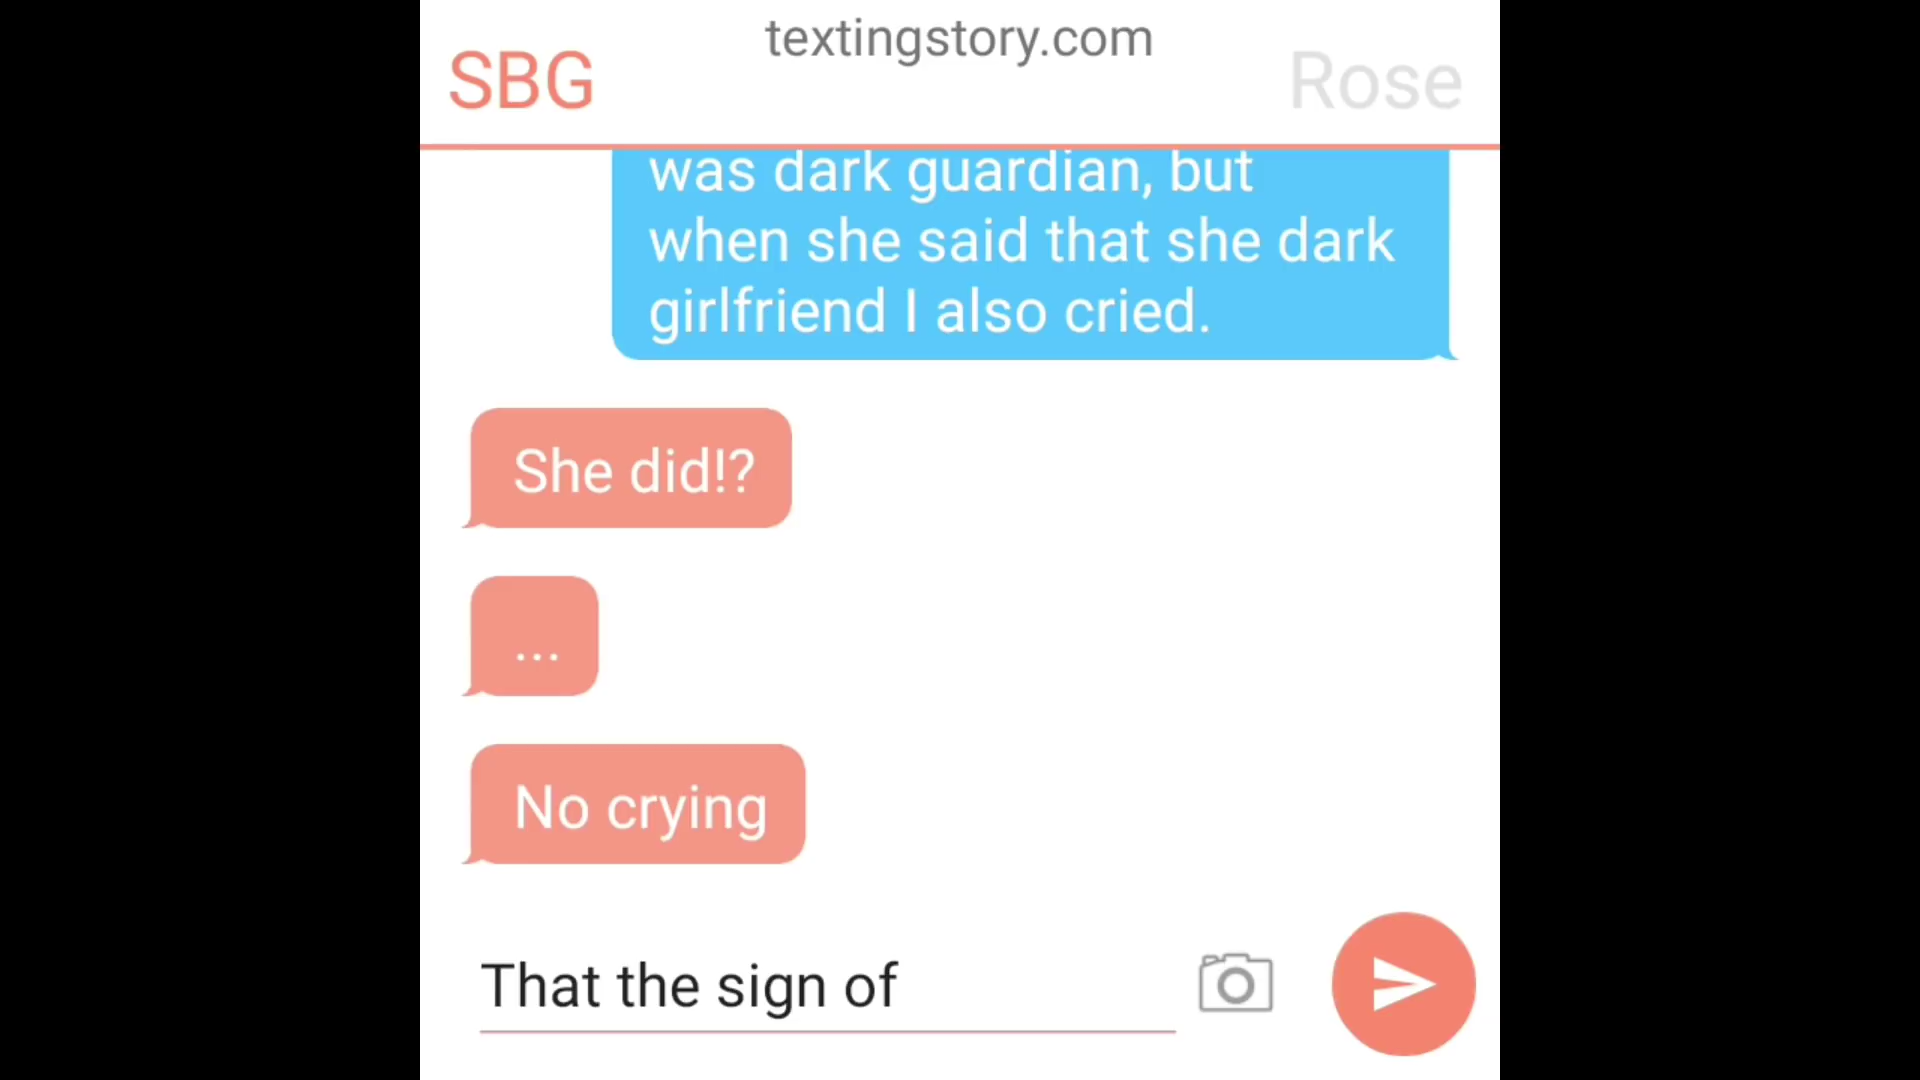 textingstory.com
SBG
Rose
was dark guardian, but
when she said that she dark
girlfriend I also cried.
She did!?
...
No crying
That the sign of